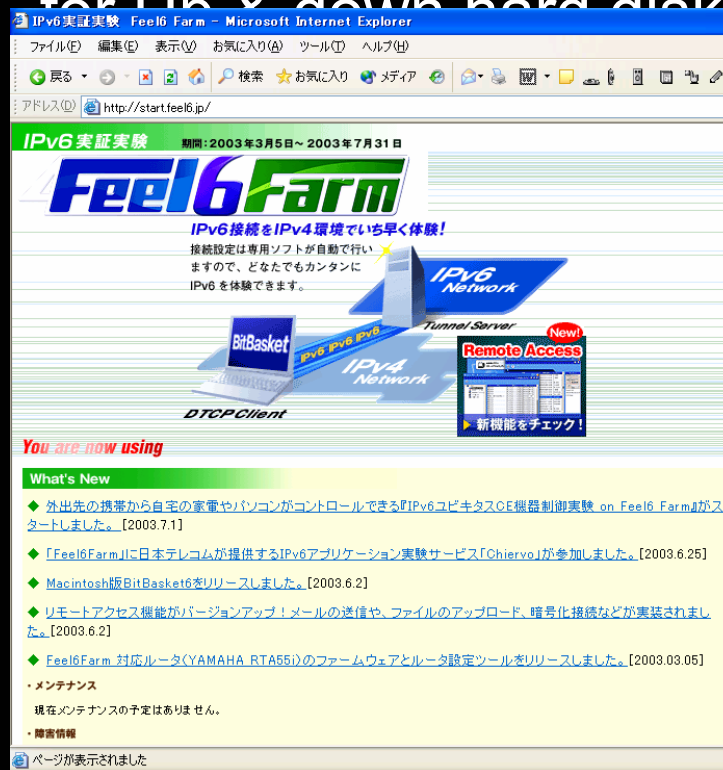 for Up & down hard disk
IPv6実証実験 Feel6 Farm - Microsoft Internet Explorer
ファイル(F) 編集(E) 表示(V) お気に入り(A) ツール(T) ヘルプ(H)
戻る 検索 お気に入り メディア
アドレス(D) http://start.feel6.jp/
IPv6実証実験 期間:2003年3月5日~2003年7月31日
Feel6Farm
IPv6接続をIPv4環境でいち早く体験!
接続設定は専用ソフトが自動で行い
ますので、どなたでもカンタンに
IPv6 を体験できます。
IPv6
Network
Tunnel Server
New!
BitBasket
IPv6 IPv6 IPv6
IPv4
Network
Remote Access
新機能をチェック!
DTCP Client
You are now using
What's New
◆ 外出先の携帯から自宅の家電やパソコンがコントロールできる『IPv6ユビキタスCE機器制御実験 on Feel6 Farm』がス
タートしました。 [2003.7.1]
◆ 「Feel6Farm」に日本テレコムが提供するIPv6アプリケーション実験サービス「Chiervo」が参加しました。[2003.6.25]
◆ Macintosh版BitBasket6をリリースしました。[2003.6.2]
◆ リモートアクセス機能がバージョンアップ!メールの送信や、ファイルのアップロード、暗号化接続などが実装されまし
た。[2003.6.2]
◆ Feel6Farm 対応ルータ(YAMAHA RTA55i)のファームウェアとルータ設定ツールをリリースしました。[2003.03.05]
・メンテナンス
現在メンテナンスの予定はありません。
・障害情報
ページが表示されました